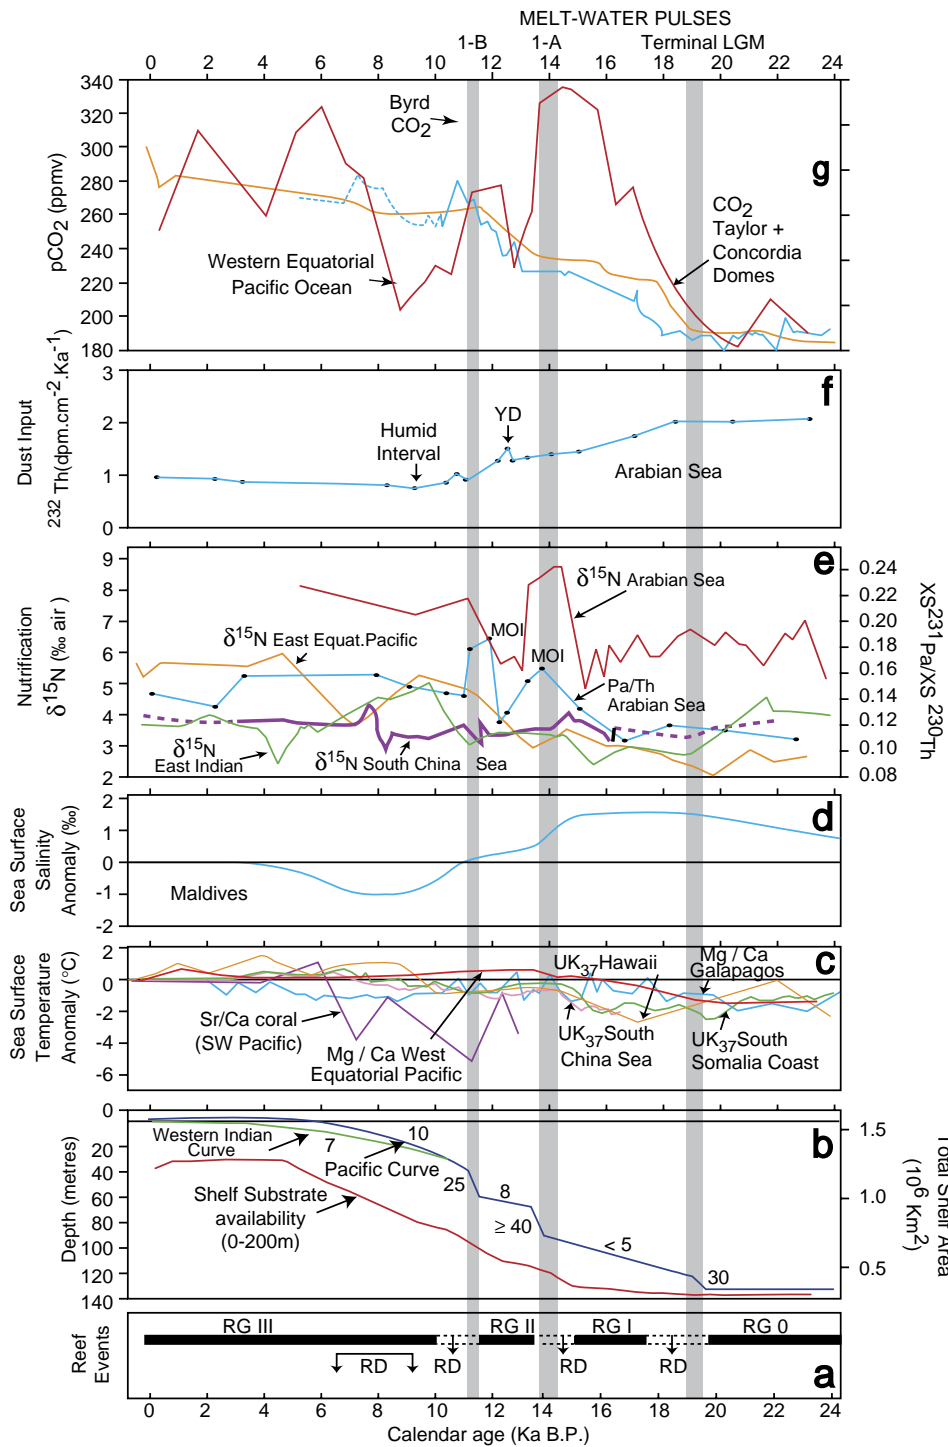 MELT-WATER PULSES
1-B 1-A Terminal LGM
0 2 4 6 8 10 12 14 16 18 20 22 24
340
320
300
280
260
240
220
200
180
pCO2 (ppmv)
Byrd
CO2
g
CO2
Taylor +
Concordia
Domes
Western Equatorial
Pacific Ocean
3
2
1
0
Dust Input
232 Th(dpm.cm-2.Ka-1)
f
YD
Humid
Interval
Arabian Sea
9
8
7
6
5
4
3
2
Nutrification
δ15N (‰ air )
e
0.24
0.22
0.20
0.18
0.16
0.14
0.12
0.10
0.08
XS231Pa/XS 230Th
δ15N Arabian Sea
δ15N East Equat.Pacific
MOI
MOI
Pa/Th
Arabian Sea
δ15N
East Indian
δ15N South China Sea
2
1
0
-1
-2
Sea Surface
Salinity
Anomaly (‰)
d
Maldives
2
0
-2
-4
-6
Sea Surface
Temperature
Anomaly (°C)
c
UK37Hawaii
Mg / Ca
Galapagos
Sr/Ca coral
(SW Pacific)
Mg / Ca West
Equatorial Pacific
UK37South
China Sea
UK37South
Somalia Coast
0
20
40
60
80
100
120
140
Depth (metres)
b
1.5
1.0
0.5
Total Shelf Area
(106 Km2)
Western Indian
Curve
7
10
Pacific Curve
25
8
≥ 40
< 5
30
Shelf Substrate
availability
(0-200m)
Reef
Events
RG III RG II RG I RG 0
RD RD RD RD
a
0 2 4 6 8 10 12 14 16 18 20 22 24
Calendar age (Ka B.P.)